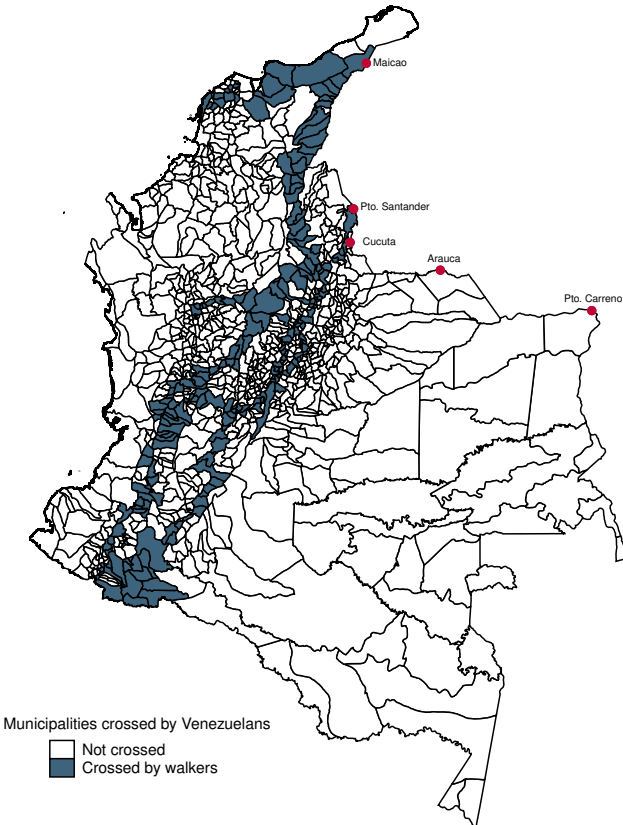 Maicao
Pto. Santander
Cucuta
Arauca
Pto. Carreno
Municipalities crossed by Venezuelans
Not crossed
Crossed by walkers